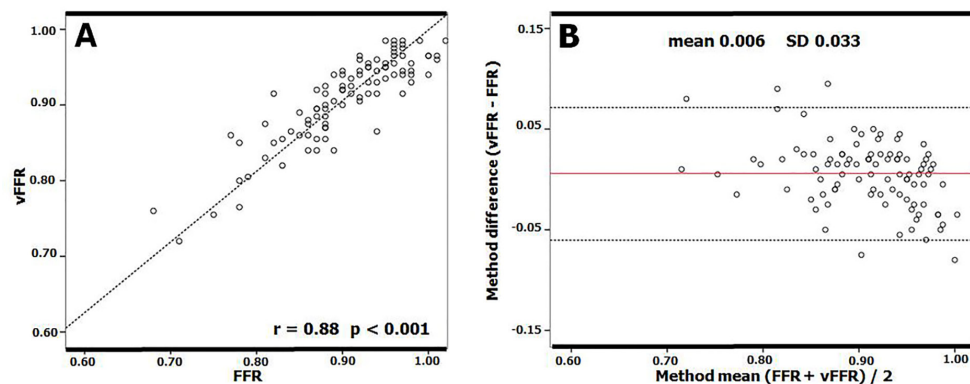 A
1.00
0.90
0.80
0.70
0.60
vFFR
r = 0.88 p < 0.001
0.60 0.70 0.80 0.90 1.00
FFR
B
mean 0.006 SD 0.033
0.15
0.05
-0.05
-0.15
Method difference (vFFR - FFR)
0.60 0.70 0.80 0.90 1.00
Method mean (FFR + vFFR) / 2